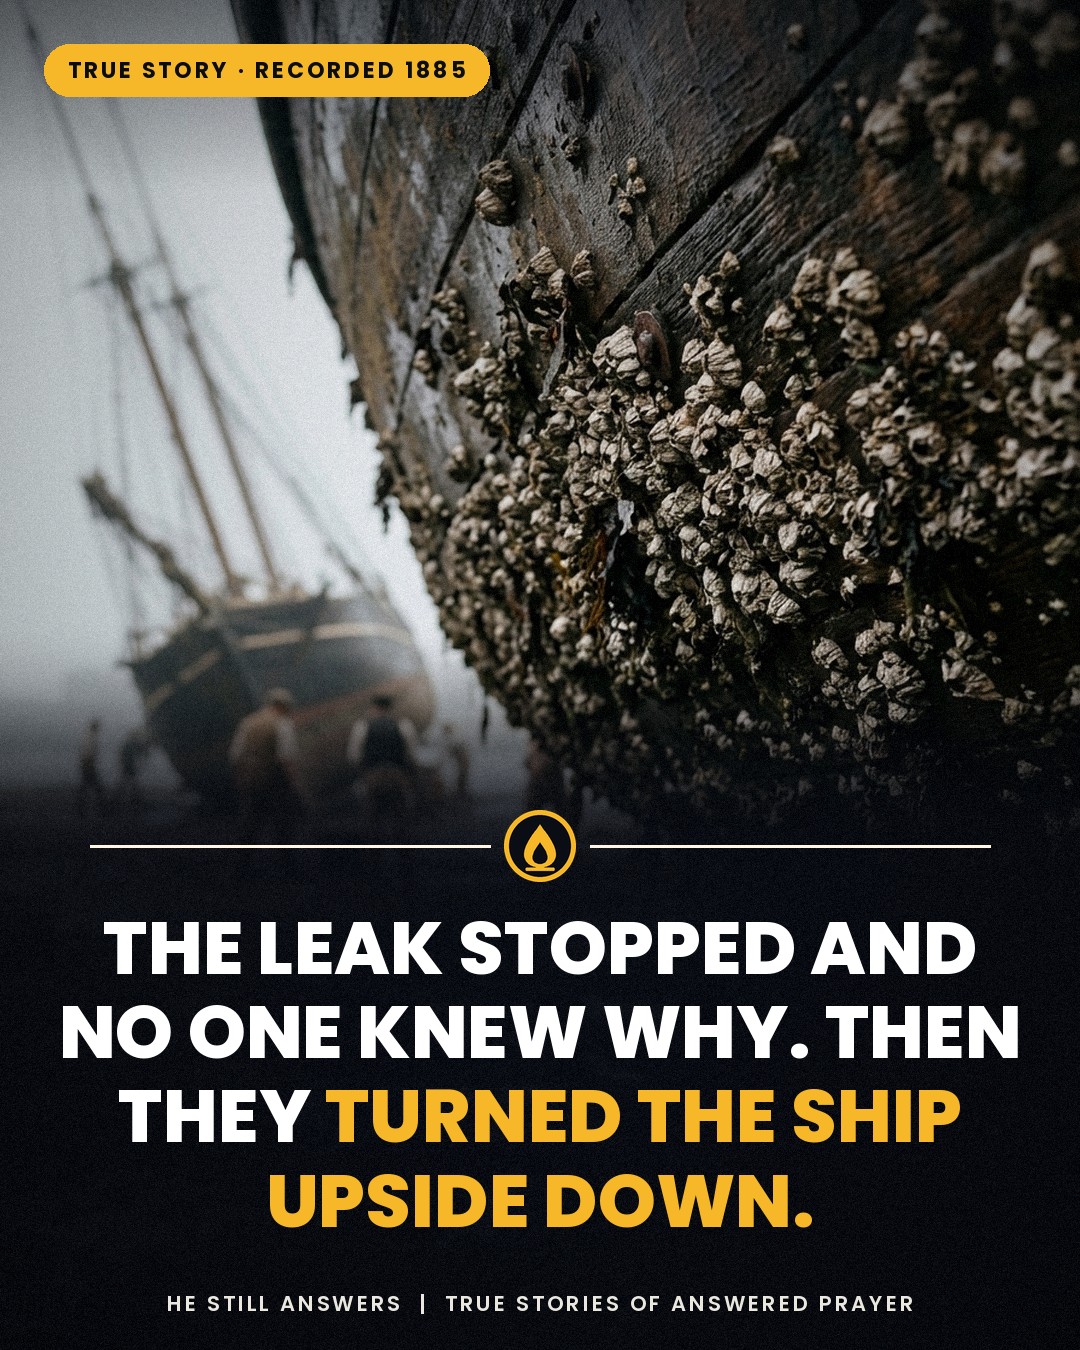 TRUE STORY · RECORDED 1885
THE LEAK STOPPED AND
NO ONE KNEW WHY. THEN
THEY TURNED THE SHIP
UPSIDE DOWN.
HE STILL ANSWERS | TRUE STORIES OF ANSWERED PRAYER